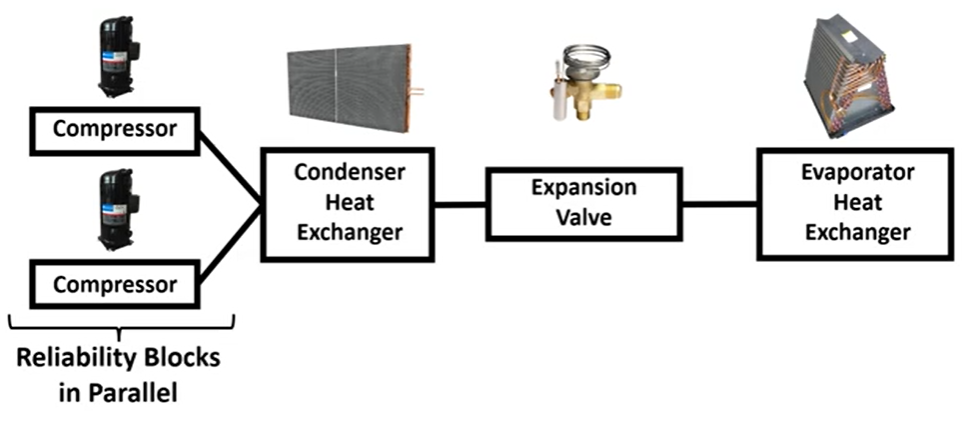 Compressor
Compressor
Reliability Blocks
in Parallel
Condenser
Heat
Exchanger
Expansion
Valve
Evaporator
Heat
Exchanger